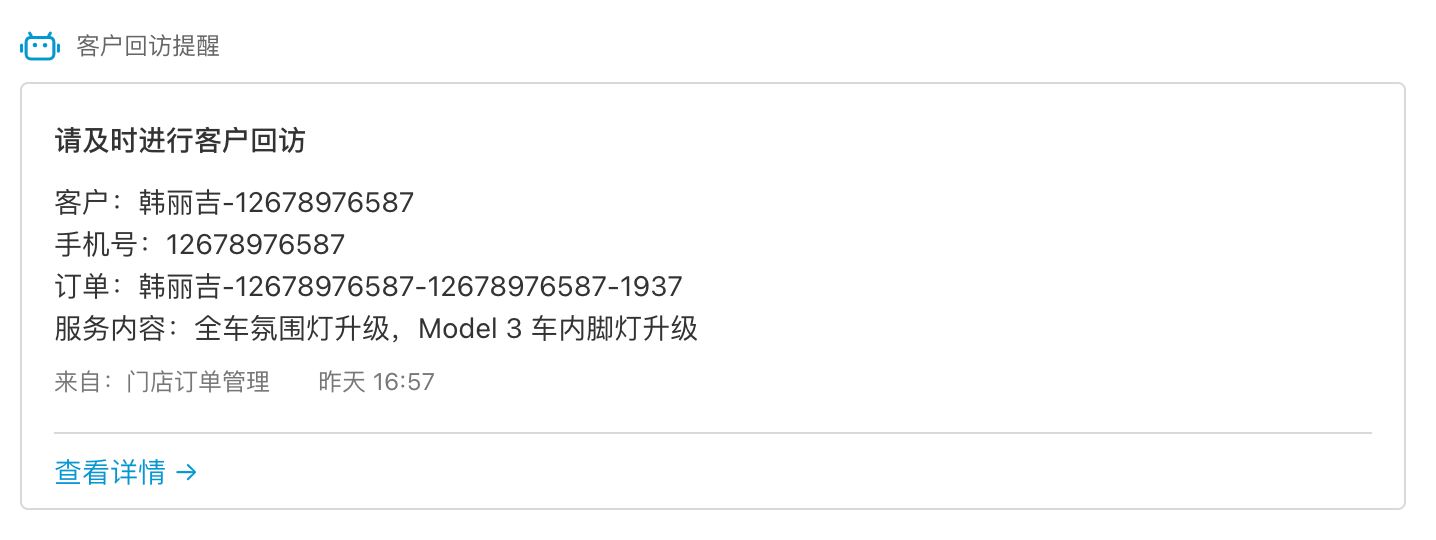 客户回访提醒
请及时进行客户回访
客户：韩丽吉-12678976587
手机号：12678976587
订单：韩丽吉-12678976587-12678976587-1937
服务内容：全车氛围灯升级，Model 3 车内脚灯升级
来自：门店订单管理 昨天 16:57
查看详情 →